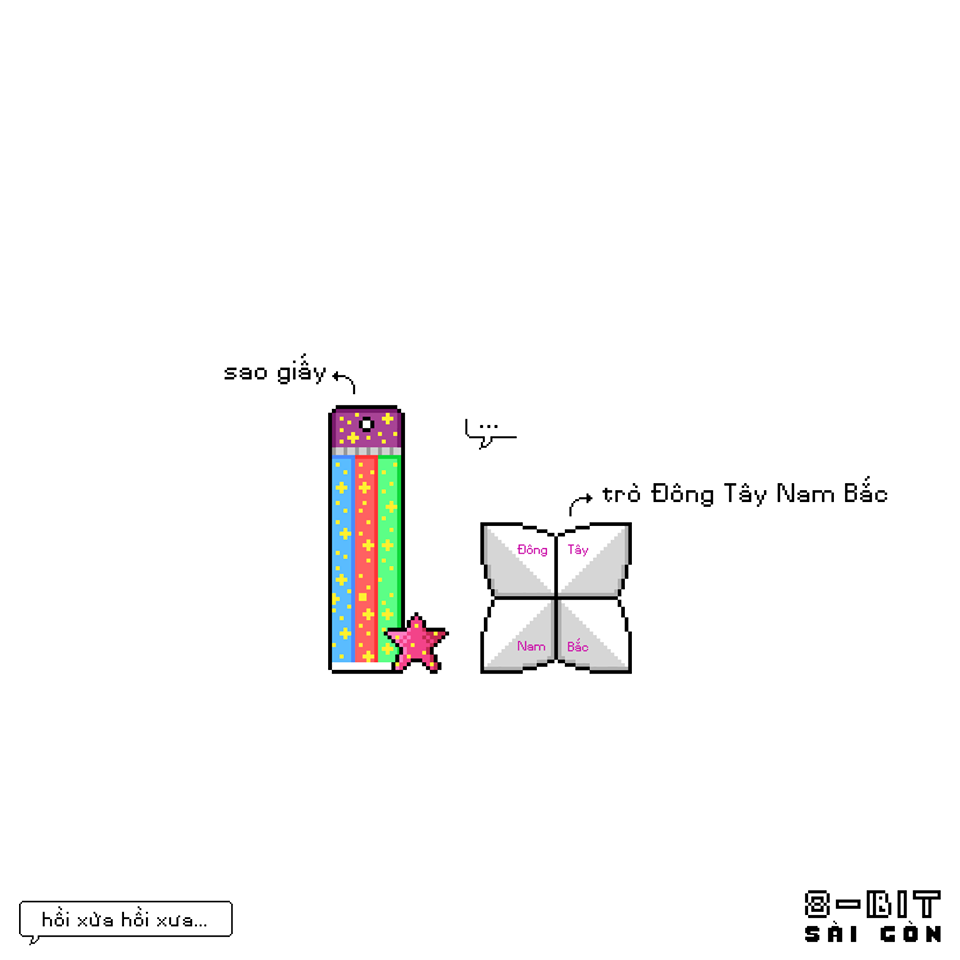 sao giấy
...
trò Đông Tây Nam Bắc
Đông Tây
Nam Bắc
hồi xửa hồi xưa...
8-BIT
SÀI GÒN